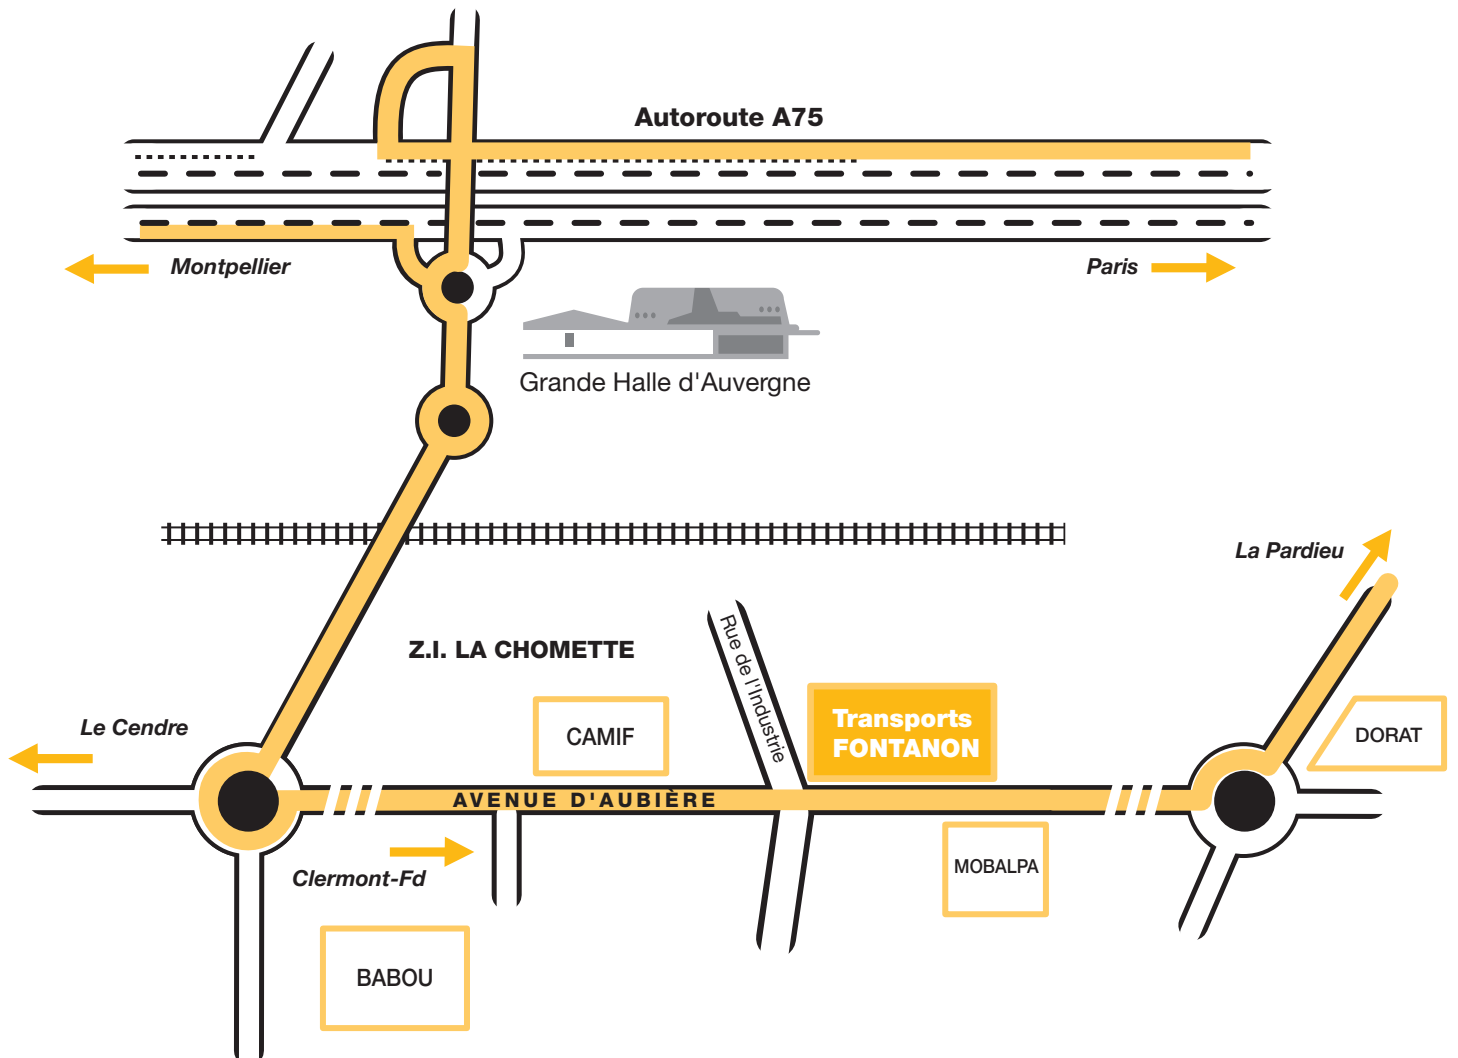 Autoroute A75
Montpellier
Paris
Grande Halle d'Auvergne
La Pardieu
Rue de l'Industrie
Z.I. LA CHOMETTE
Transports
FONTANON
Le Cendre
CAMIF
DORAT
AVENUE D'AUBIÈRE
Clermont-Fd
MOBALPA
BABOU